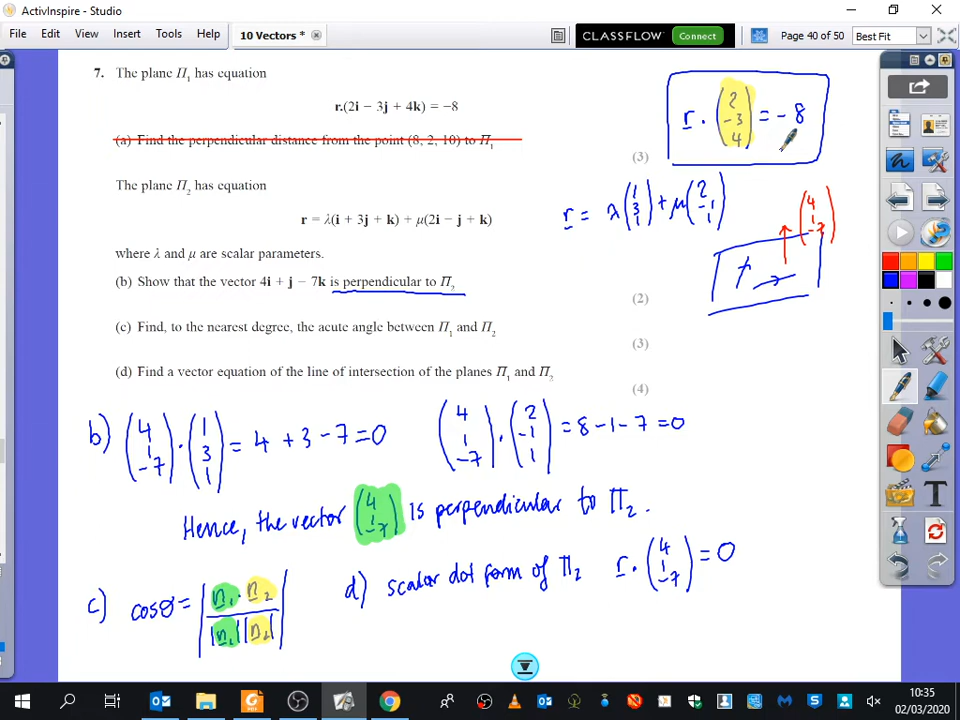 ActivInspire - Studio
File Edit View Insert Tools Help 10 Vectors * CLASSFLOW Connect Page 40 of 50 Best Fit
7. The plane Π₁ has equation
r.(2i − 3j + 4k) = −8
r . (2 −3 4) = −8
(a) Find the perpendicular distance from the point (8, 2, 10) to Π₁
(3)
The plane Π₂ has equation
r = λ(i + 3j + k) + μ(2i − j + k)
r = λ (1 3 1) + μ (2 −1 1)
(4 1 −7)
where λ and μ are scalar parameters.
(b) Show that the vector 4i + j − 7k is perpendicular to Π₂
(2)
(c) Find, to the nearest degree, the acute angle between Π₁ and Π₂
(3)
(d) Find a vector equation of the line of intersection of the planes Π₁ and Π₂
(4)
b) (4 1 −7) . (1 3 1) = 4 + 3 − 7 = 0 (4 1 −7) . (2 −1 1) = 8 − 1 − 7 = 0
Hence, the vector (4 1 −7) is perpendicular to Π₂.
c) cosθ = | n₁ . n₂ / |n₁| |n₂| |
d) scalar dot form of Π₂ r . (4 1 −7) = 0
T
10:35
02/03/2020